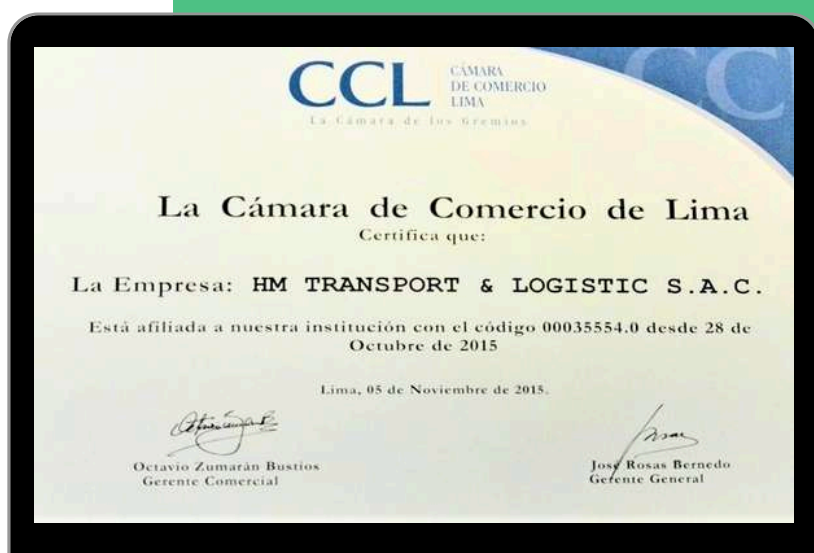 CCL
CÁMARA
DE COMERCIO
LIMA
La Cámara de los Gremios
CC
La Cámara de Comercio de Lima
Certifica que:
La Empresa: HM TRANSPORT & LOGISTIC S.A.C.
Está afiliada a nuestra institución con el código 00035554.0 desde 28 de
Octubre de 2015
Lima, 05 de Noviembre de 2015.
Octavio Zumarán Bustios
Gerente Comercial
José Rosas Bernedo
Gerente General